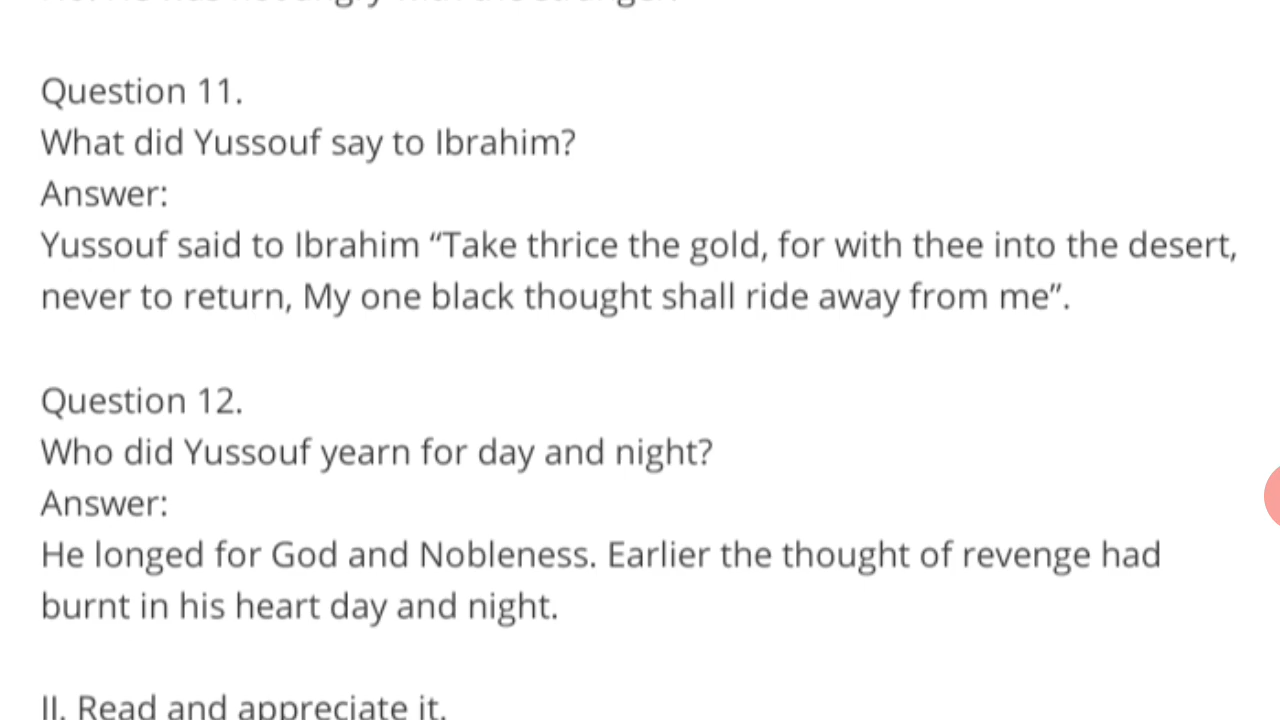 Question 11.
What did Yussouf say to Ibrahim?
Answer:
Yussouf said to Ibrahim “Take thrice the gold, for with thee into the desert,
never to return, My one black thought shall ride away from me”.
Question 12.
Who did Yussouf yearn for day and night?
Answer:
He longed for God and Nobleness. Earlier the thought of revenge had
burnt in his heart day and night.
II. Read and appreciate it.